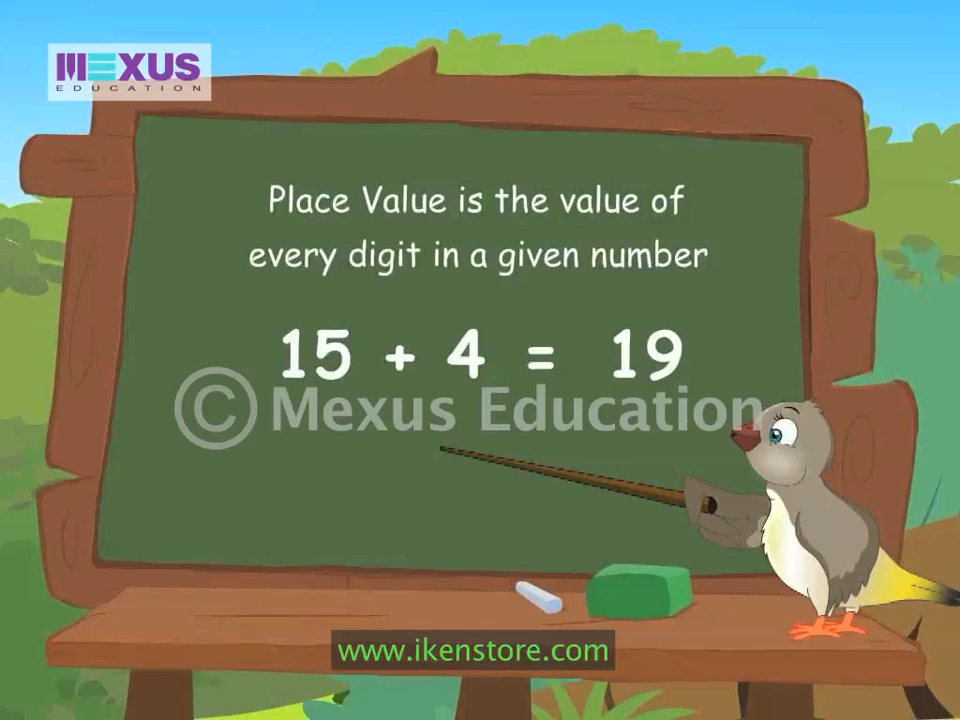 MEXUS
EDUCATION
Place Value is the value of
every digit in a given number
15 + 4 = 19
© Mexus Education
www.ikenstore.com